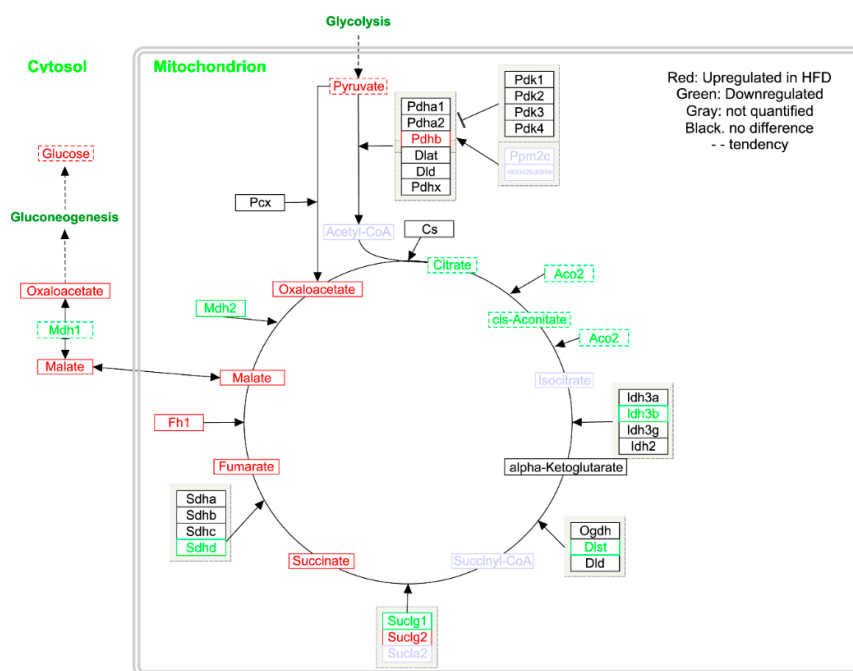 Glycolysis
Cytosol
Mitochondrion
Red: Upregulated in HFD
Green: Downregulated
Gray: not quantified
Black. no difference
- - tendency
Pyruvate
Pdk1
Pdk2
Pdk3
Pdk4
Pdha1
Pdha2
Pdhb
Dlat
Dld
Pdhx
Ppm2c
Glucose
Gluconeogenesis
Pcx
Acetyl-CoA
Cs
Citrate
Aco2
Oxaloacetate
Oxaloacetate
Mdh2
Mdh1
cis-Aconitate
Aco2
Malate
Malate
Isocitrate
Idh3a
Idh3b
Idh3g
Idh2
Fh1
Fumarate
alpha-Ketoglutarate
Sdha
Sdhb
Sdhc
Sdhd
Ogdh
Dlst
Dld
Succinate
Succinyl-CoA
Suclg1
Suclg2
Sucla2